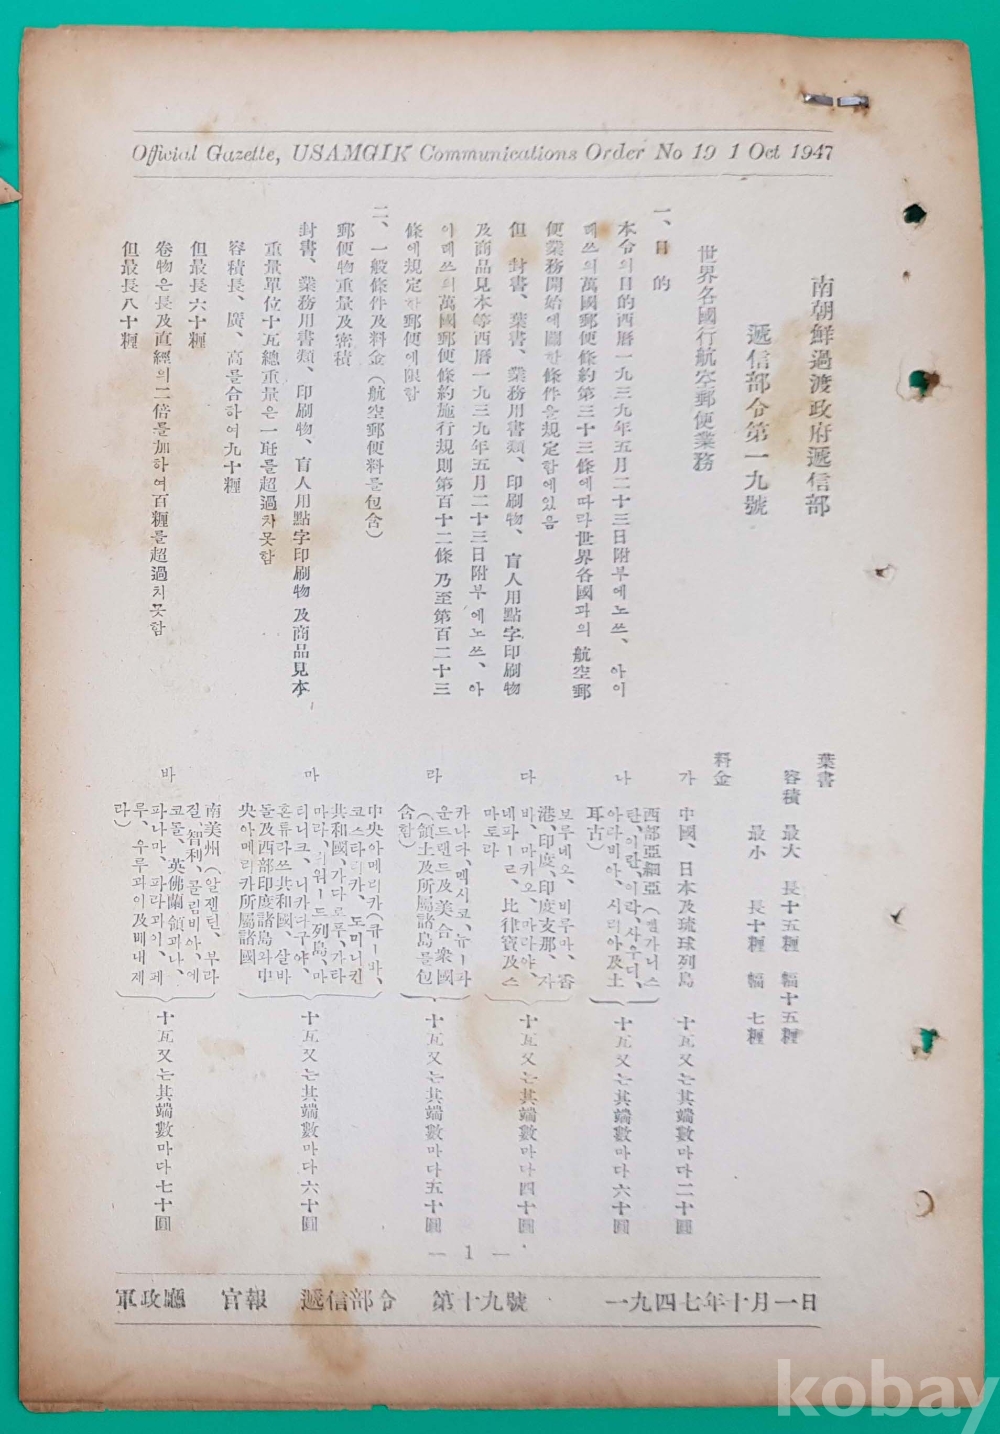 Official Gazette, USAMGIK Communications Order No 19 1 Oct 1947
南朝鮮過渡政府遞信部
遞信部令第一九號
世界各國行航空郵便業務
一、目 的
本令의目的西曆一九三九年五月二十三日附부에노쓰、아이
레쓰의萬國郵便條約第三十三條에따라世界各國과의航空郵
便業務開始에關한條件을規定함에있음
但 封書、葉書、業務用書類、印刷物、盲人用點字印刷物
及商品見本等西曆一九三九年五月二十三日附부에노쓰、아
이레쓰의萬國郵便條約施行規則第百十二條乃至第百二十三
條에規定한郵便에限함
二、一般條件及料金(航空郵便料를包含)
郵便物重量及容積
封書、業務用書類、印刷物、盲人用點字印刷物及商品見本
重量單位十瓦總重量은一瓩를超過치못함
容積長、廣、高를合하여九十糎
但最長六十糎
卷物은長及直經의二倍를加하여百糎를超過치못함
但最長八十糎
葉書
容積 最大 長十五糎 幅十五糎
最小 長十糎 幅 七糎
料金
가 中國、日本及琉球列島 十瓦又는其端數마다二十圓
나 西部亞細亞(앺가니스
탄、이란、이락、사우디、
아라비아、시리아及土
耳古) 十瓦又는其端數마다六十圓
다 보루네오、비루마、香
港、印度、印度支那、자
바、마카오、마라야、
네파ー르、比律賓及스
마토라 十瓦又는其端數마다四十圓
라 카나다、멕시코、뉴ー파
운드랜드及美合衆國
(領土及所屬諸島를包
含함) 十瓦又는其端數마다五十圓
마 中央아메리카(큐ー바、
코스타리카、도미니킨
共和國、가다로푸、가타
마라、리워ー드列島、마
티니크、니카라구아、
혼듀라쓰共和國、살바
돌及西部印度諸島와中
央아메리카所屬諸國 十瓦又는其端數마다六十圓
바 南美州(알젠틴、부라
질、智利、콜림비아、에
코돌、英佛蘭領과나、
파나마、파라과이、페
루、우루과이及베네제
라) 十瓦又는其端數마다七十圓
— 1 —
軍政廳 官報 遞信部令 第十九號 一九四七年十月一日
kobay